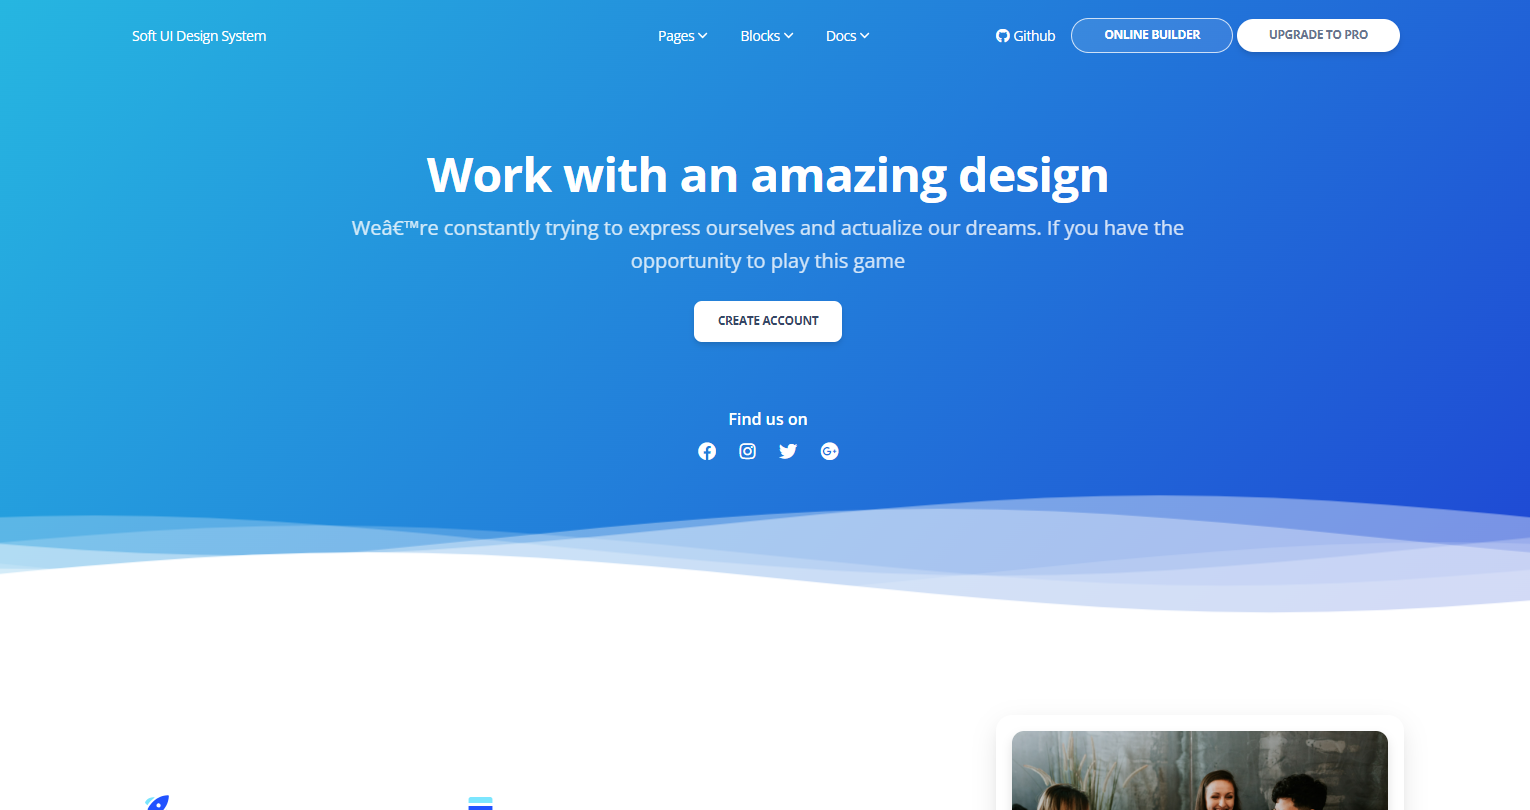 Soft UI Design System
Pages
Blocks
Docs
Github
ONLINE BUILDER
UPGRADE TO PRO
Work with an amazing design
Weâ€™re constantly trying to express ourselves and actualize our dreams. If you have the
opportunity to play this game
CREATE ACCOUNT
Find us on